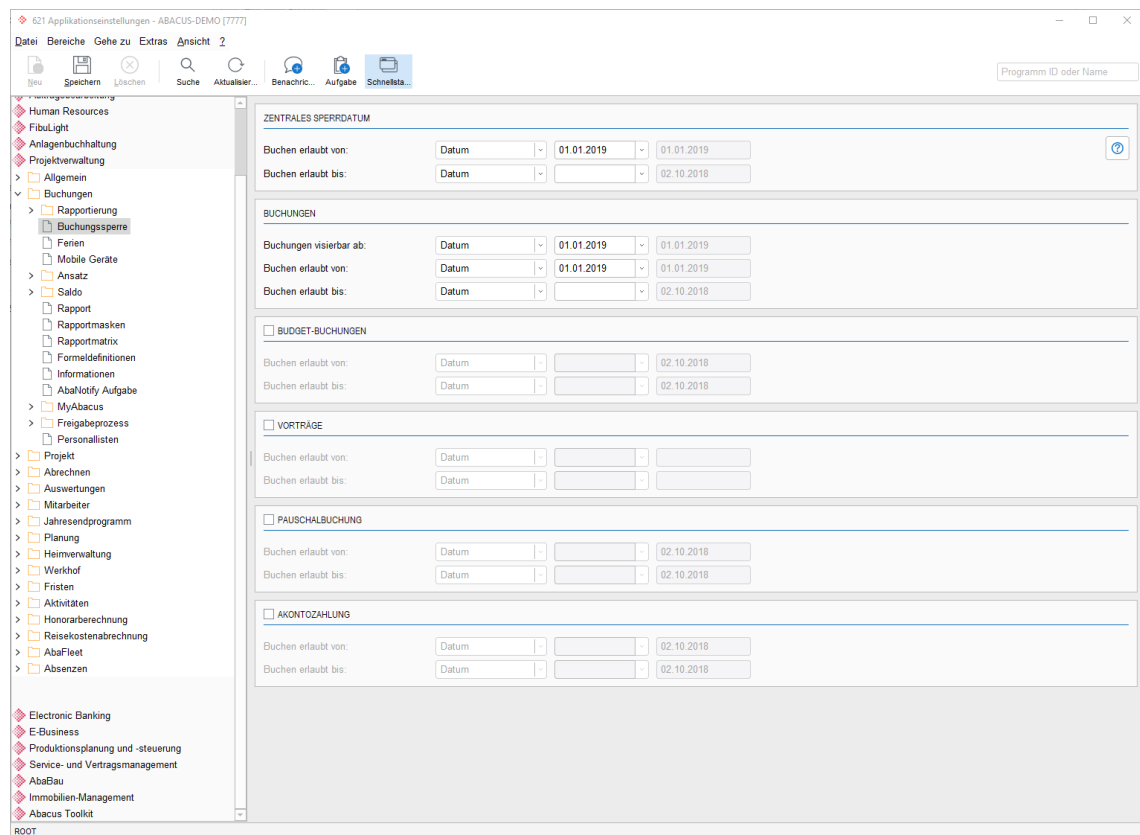 621 Applikationseinstellungen - ABACUS-DEMO [7777]
Datei Bereiche Gehe zu Extras Ansicht ?
Neu Speichern Löschen Suche Aktualisier... Benachric... Aufgabe Schnellsta...
Programm ID oder Name
Human Resources
FibuLight
Anlagenbuchhaltung
Projektverwaltung
Allgemein
Buchungen
Rapportierung
Buchungssperre
Ferien
Mobile Geräte
Ansatz
Saldo
Rapport
Rapportmasken
Rapportmatrix
Formeldefinitionen
Informationen
AbaNotify Aufgabe
MyAbacus
Freigabeprozess
Personallisten
Projekt
Abrechnen
Auswertungen
Mitarbeiter
Jahresendprogramm
Planung
Heimverwaltung
Werkhof
Fristen
Aktivitäten
Honorarberechnung
Reisekostenabrechnung
AbaFleet
Absenzen
Electronic Banking
E-Business
Produktionsplanung und -steuerung
Service- und Vertragsmanagement
AbaBau
Immobilien-Management
Abacus Toolkit
ROOT
ZENTRALES SPERRDATUM
Buchen erlaubt von: Datum 01.01.2019 01.01.2019
Buchen erlaubt bis: Datum 02.10.2018
BUCHUNGEN
Buchungen visierbar ab: Datum 01.01.2019 01.01.2019
Buchen erlaubt von: Datum 01.01.2019 01.01.2019
Buchen erlaubt bis: Datum 02.10.2018
BUDGET-BUCHUNGEN
Buchen erlaubt von: Datum 02.10.2018
Buchen erlaubt bis: Datum 02.10.2018
VORTRÄGE
Buchen erlaubt von: Datum
Buchen erlaubt bis: Datum
PAUSCHALBUCHUNG
Buchen erlaubt von: Datum 02.10.2018
Buchen erlaubt bis: Datum 02.10.2018
AKONTOZAHLUNG
Buchen erlaubt von: Datum 02.10.2018
Buchen erlaubt bis: Datum 02.10.2018